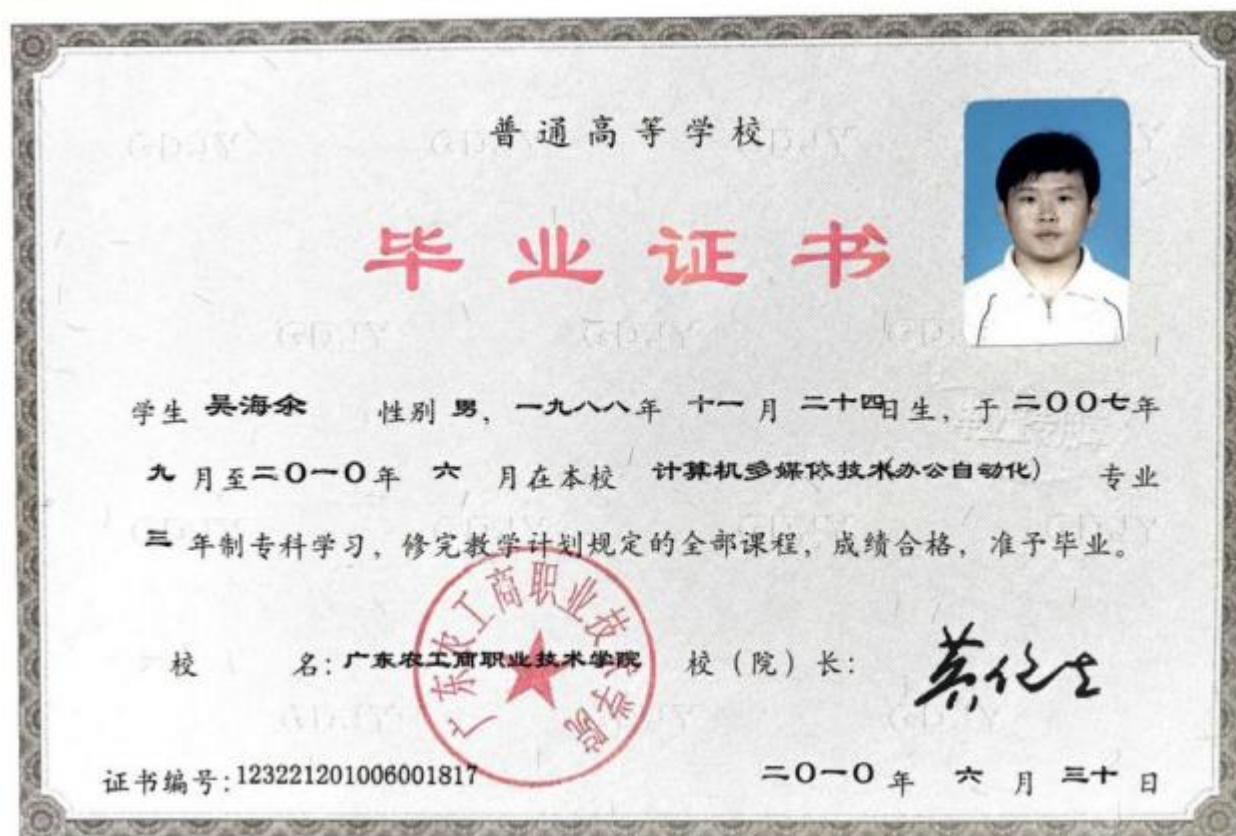 普通高等学校
毕业证书
学生 吴海余 性别 男，一九八八年 十一 月 二十四日生，于 二〇〇七年
九 月至二〇一〇年 六 月在本校 计算机多媒体技术(办公自动化) 专业
三 年制专科学习，修完教学计划规定的全部课程，成绩合格，准予毕业。
校 名：广东农工商职业技术学院 校（院）长：
广东农工商职业技术学院
证书编号：123221201006001817 二〇一〇 年 六 月 三十 日